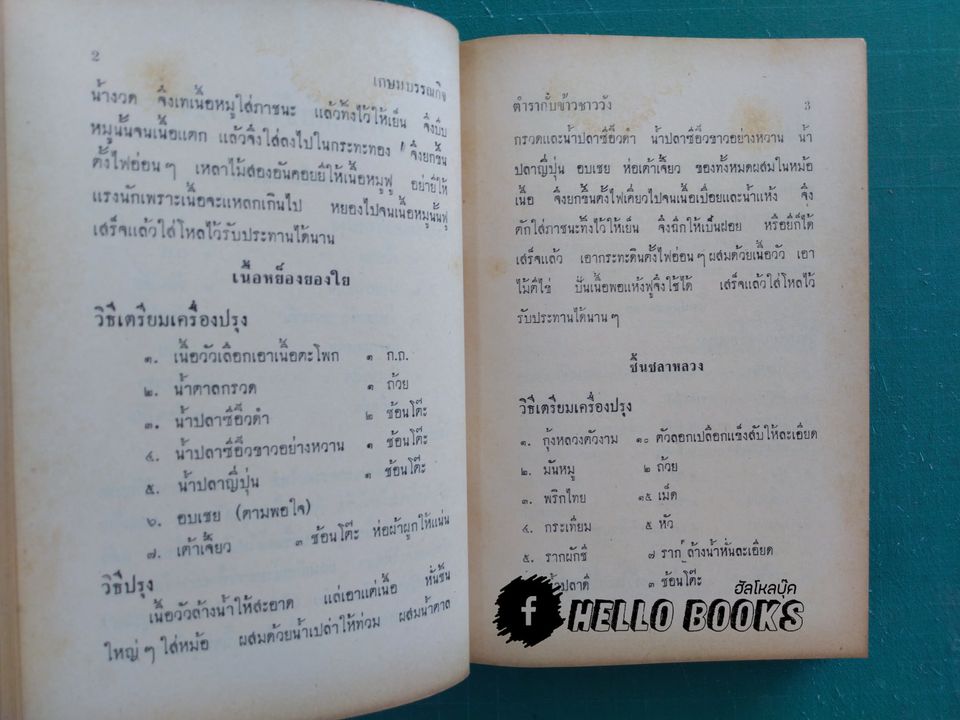 2
เกษมบรรณกิจ
น้ำงวด จึ่งเทเนื้อหมูใส่ภาชนะ แล้วทิ้งไว้ให้เย็น จึงบีบ
หมูนั้นจนเนื้อแตก แล้วจึงใส่ลงไปในกระทะทอง จึงยกขึ้น
ตั้งไฟอ่อนๆ เหลาไม้สองอันคอยยีให้เนื้อหมูฟู อย่ายีให้
แรงนักเพราะเนื้อจะแหลกเกินไป หยองไปจนเนื้อหมูนั้นฟู
เสร็จแล้วใส่โหลไว้รับประทานได้นาน
เนื้อหย็องยองใย
วิธีเตรียมเครื่องปรุง
๑. เนื้อวัวเลือกเอาเนื้อตะโพก ๑ ก.ก.
๒. น้ำตาลกรวด ๑ ถ้วย
๓. น้ำปลาซีอิ๊วดำ ๒ ช้อนโต๊ะ
๔. น้ำปลาซีอิ๊วขาวอย่างหวาน ๑ ช้อนโต๊ะ
๕. น้ำปลาญี่ปุ่น ๑ ช้อนโต๊ะ
๖. อบเชย (ตามพอใจ)
๗. เต้าเจี้ยว ๓ ช้อนโต๊ะ ห่อผ้าผูกให้แน่น
วิธีปรุง
เนื้อวัวล้างน้ำให้สะอาด แล่เอาแต่เนื้อ หั่นชิ้น
ใหญ่ๆ ใส่หม้อ ผสมด้วยน้ำเปล่าให้ท่วม ผสมน้ำตาล
ตำรากับข้าวชาววัง 3
กรวดและน้ำปลาซีอิ๊วดำ น้ำปลาซีอิ๊วขาวอย่างหวาน น้ำ
ปลาญี่ปุ่น อบเชย ห่อเต้าเจี้ยว ของทั้งหมดผสมในหม้อ
เนื้อ จึงยกขึ้นตั้งไฟเคี่ยวไปจนเนื้อเปื่อยและน้ำแห้ง จึง
ตักใส่ภาชนะทิ้งไว้ให้เย็น จึงฉีกให้เป็นฝอย หรือยีก็ได้
เสร็จแล้ว เอากระทะดินตั้งไฟอ่อนๆ ผสมด้วยเนื้อวัว เอา
ไม้ตีไข่ ปั่นเนื้อพอแห้งฟูจึงใช้ได้ เสร็จแล้วใส่โหลไว้
รับประทานได้นานๆ
ชิ้นชลาหลวง
วิธีเตรียมเครื่องปรุง
๑. กุ้งหลวงตัวงาม ๑๐ ตัวลอกเปลือกแข็งสับให้ละเอียด
๒. มันหมู ๒ ถ้วย
๓. พริกไทย ๑๕ เม็ด
๔. กระเทียม ๕ หัว
๕. รากผักชี ๗ ราก ล้างน้ำหั่นละเอียด
น้ำปลาดี ๓ ช้อนโต๊ะ
ฮัลโหลบุ๊ค
f HELLO BOOKS